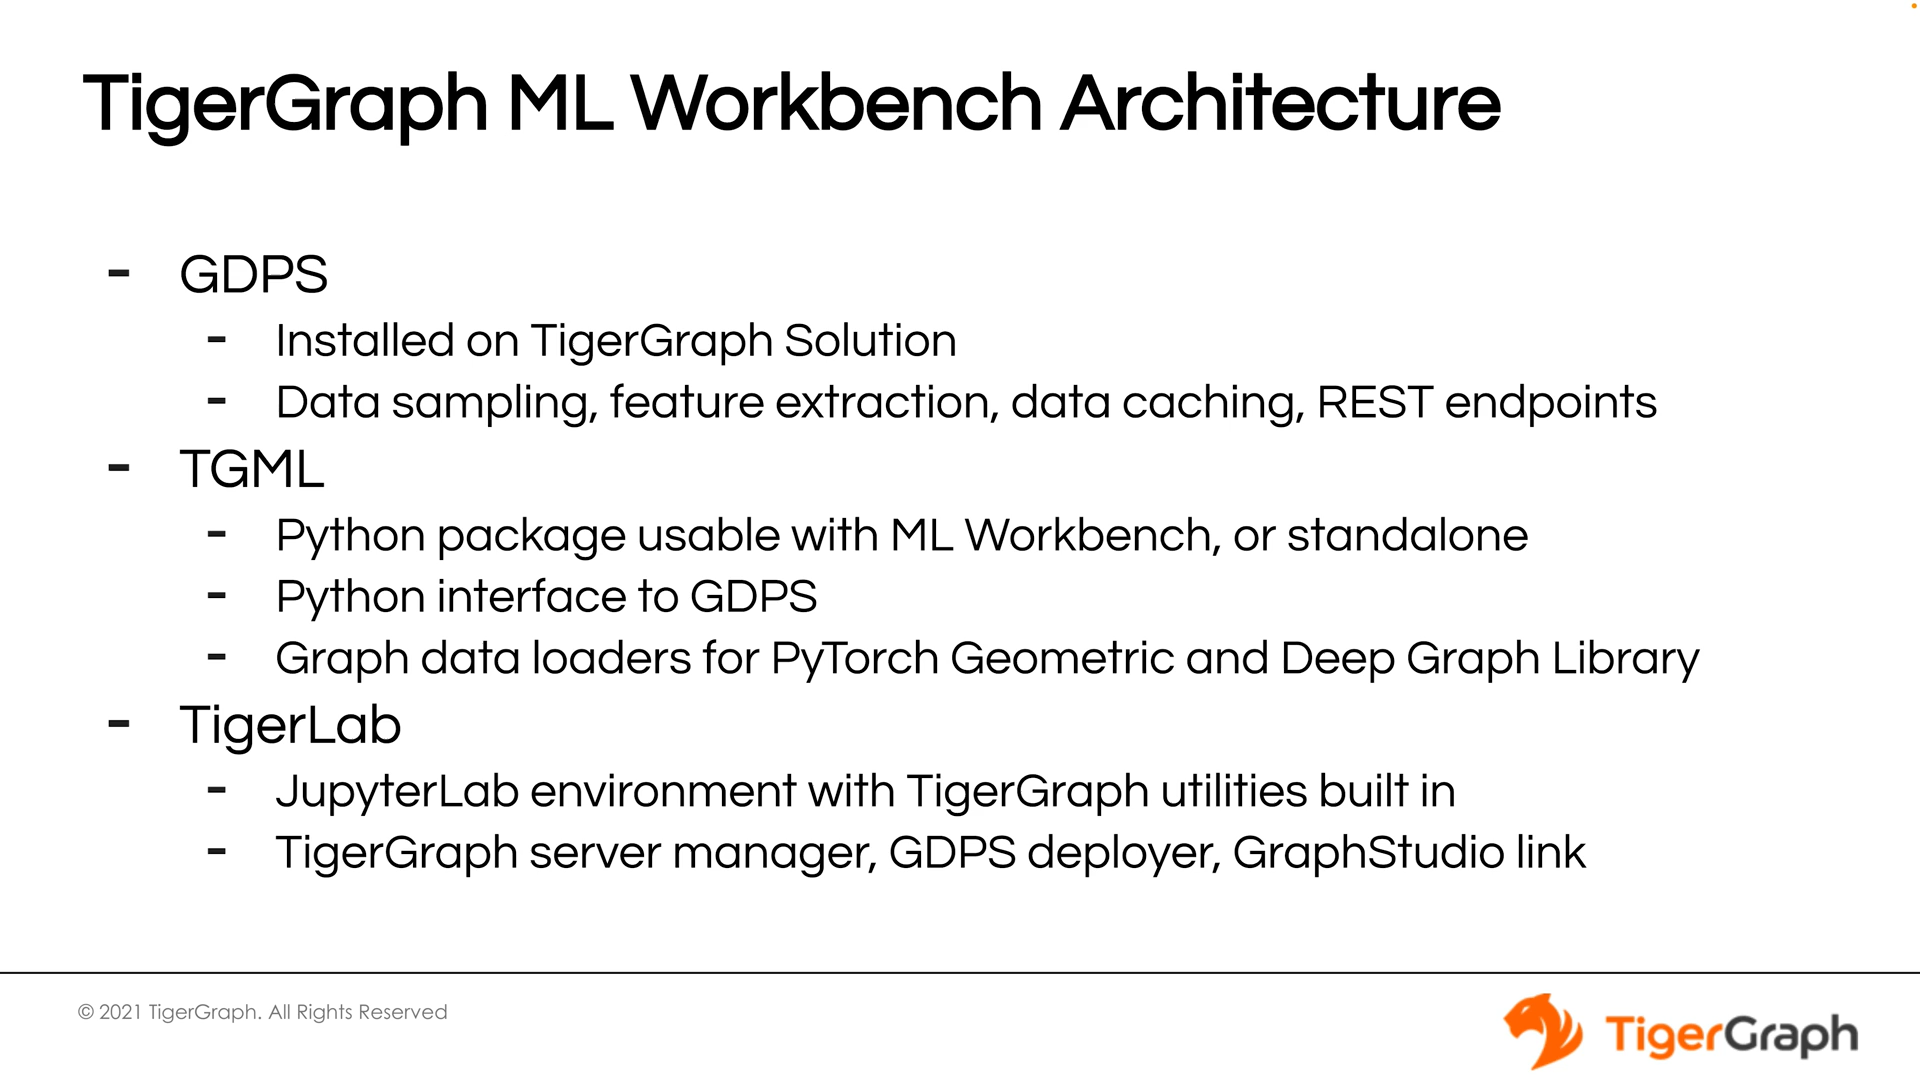 TigerGraph ML Workbench Architecture
- GDPS
- Installed on TigerGraph Solution
- Data sampling, feature extraction, data caching, REST endpoints
- TGML
- Python package usable with ML Workbench, or standalone
- Python interface to GDPS
- Graph data loaders for PyTorch Geometric and Deep Graph Library
- TigerLab
- JupyterLab environment with TigerGraph utilities built in
- TigerGraph server manager, GDPS deployer, GraphStudio link
© 2021 TigerGraph. All Rights Reserved
TigerGraph